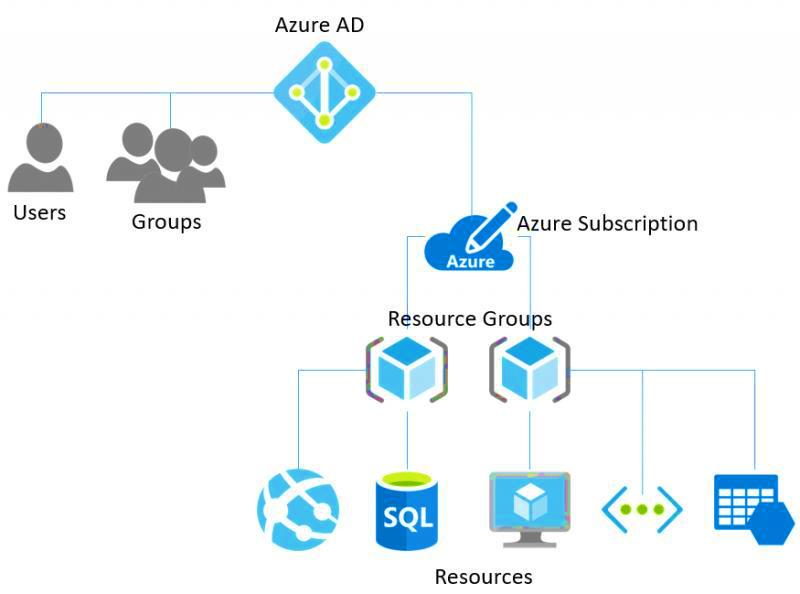 Azure AD
Users
Groups
Azure Subscription
Azure
Resource Groups
SQL
Resources